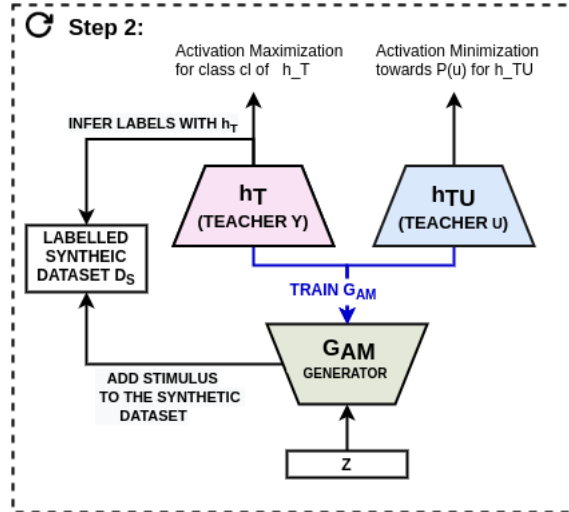 Step 2:
Activation Maximization
for class cl of h_T
Activation Minimization
towards P(u) for h_TU
INFER LABELS WITH hT
hT
(TEACHER Y)
hTU
(TEACHER U)
LABELLED
SYNTHEIC
DATASET DS
TRAIN GAM
GAM
GENERATOR
ADD STIMULUS
TO THE SYNTHETIC
DATASET
Z